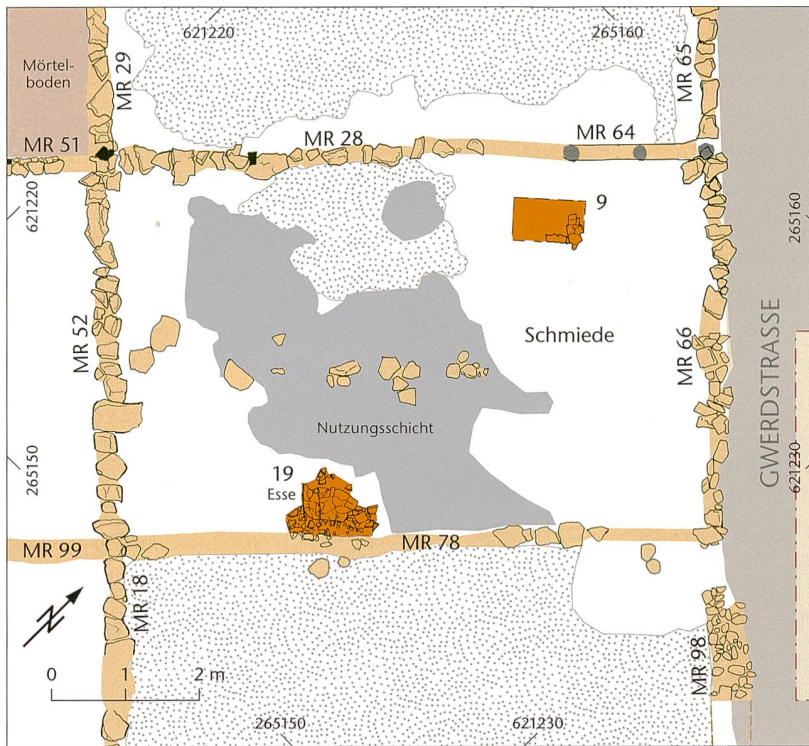 621220
265160
Mörtel-
boden
MR 29
MR 65
MR 51
MR 28
MR 64
621220
265160
9
MR 52
Schmiede
MR 66
GWERDSTRASSE
Nutzungsschicht
265150
19
Esse
621230
MR 99
MR 78
MR 18
MR 98
0 1 2 m
265150
621230